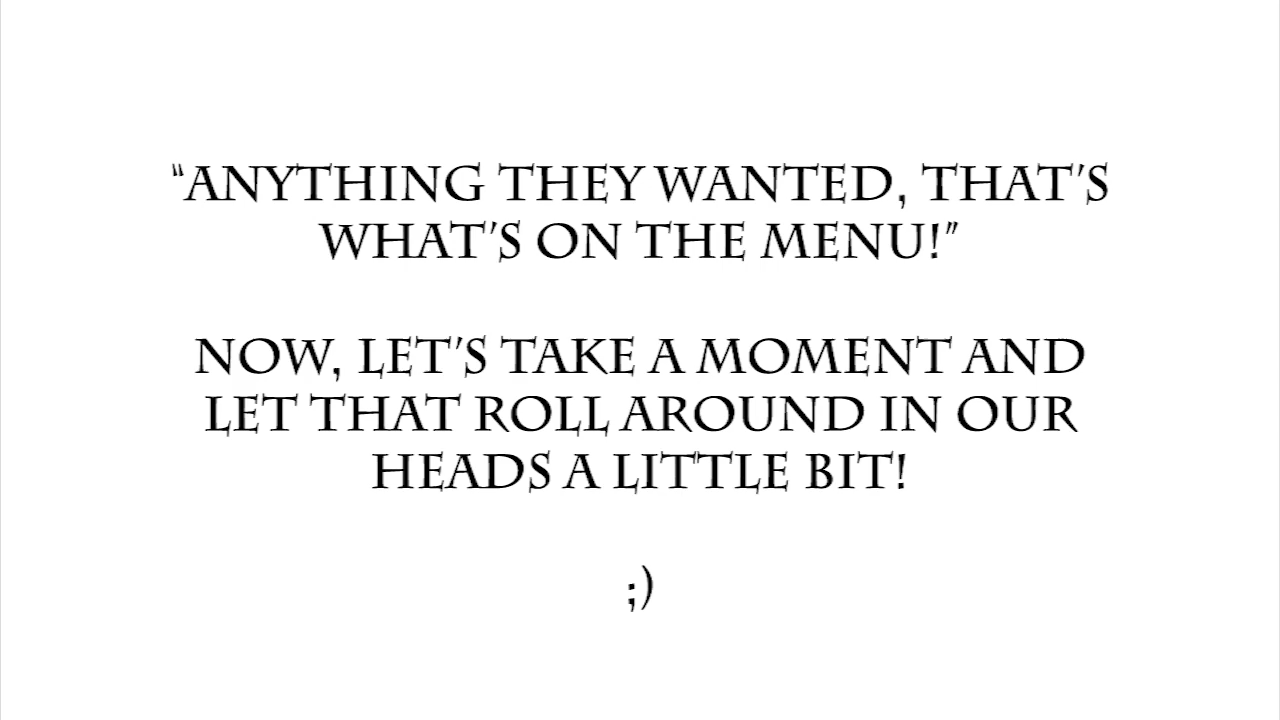 “ANYTHING THEY WANTED, THAT'S
WHAT'S ON THE MENU!”
NOW, LET'S TAKE A MOMENT AND
LET THAT ROLL AROUND IN OUR
HEADS A LITTLE BIT!
;)